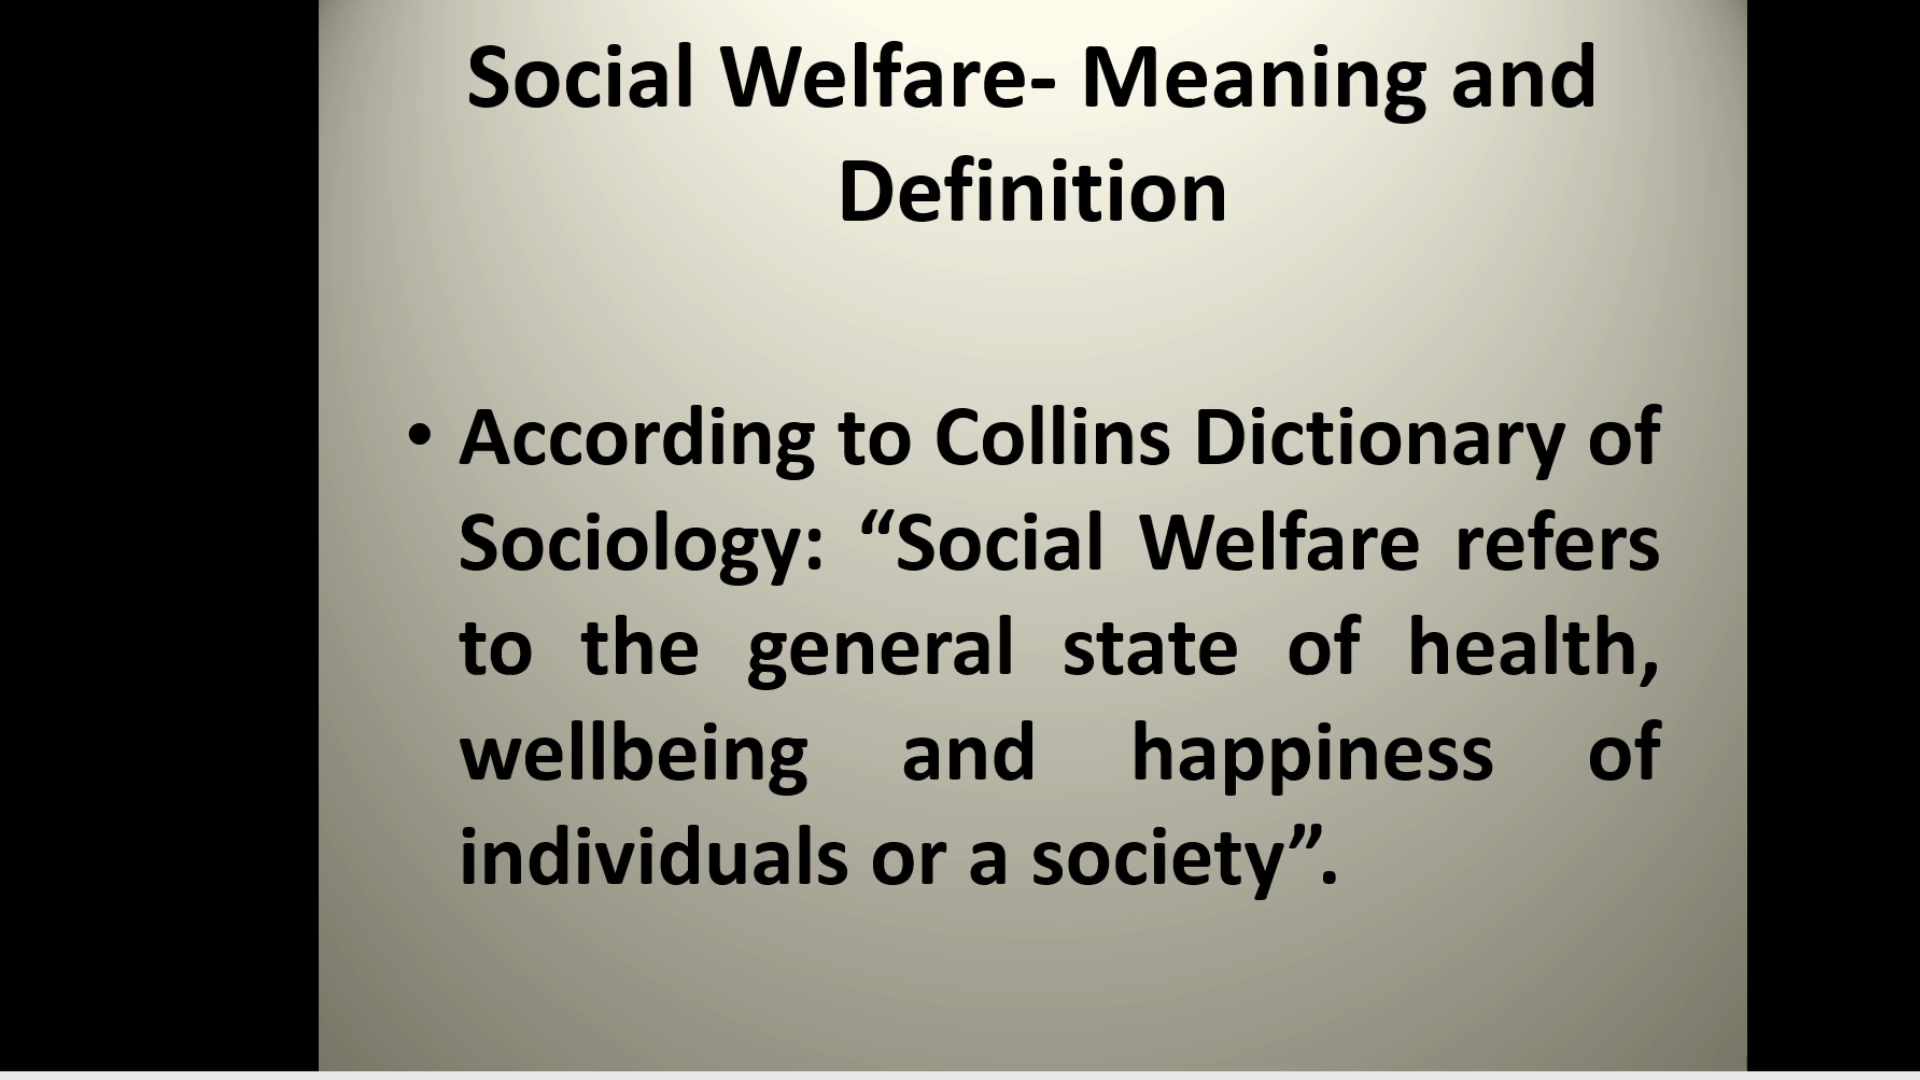 Social Welfare- Meaning and
Definition
• According to Collins Dictionary of
Sociology: “Social Welfare refers
to the general state of health,
wellbeing and happiness of
individuals or a society”.